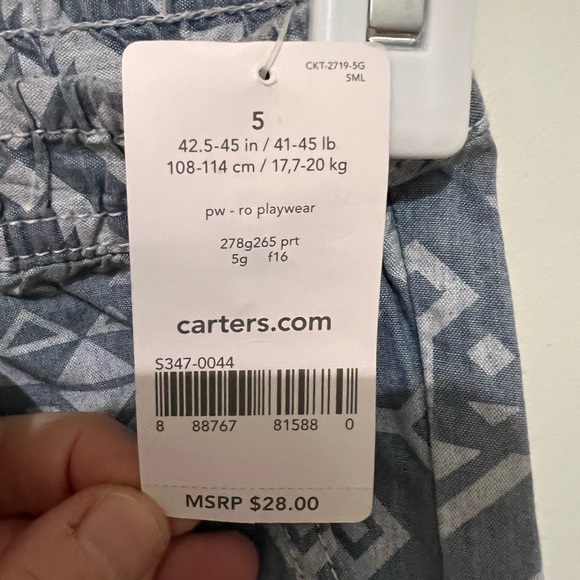 CKT-2719-5G
SML
5
42.5-45 in / 41-45 lb
108-114 cm / 17,7-20 kg
pw - ro playwear
278g265 prt
5g f16
carters.com
S347-0044
8 88767 81588 0
MSRP $28.00